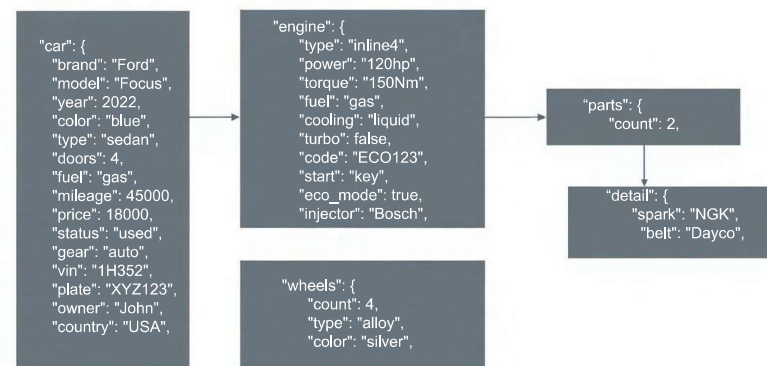 "car": {
"brand": "Ford",
"model": "Focus",
"year": 2022,
"color": "blue",
"type": "sedan",
"doors": 4,
"fuel": "gas",
"mileage": 45000,
"price": 18000,
"status": "used",
"gear": "auto",
"vin": "1H352",
"plate": "XYZ123",
"owner": "John",
"country": "USA",
"engine": {
"type": "inline4",
"power": "120hp",
"torque": "150Nm",
"fuel": "gas",
"cooling": "liquid",
"turbo": false,
"code": "ECO123",
"start": "key",
"eco_mode": true,
"injector": "Bosch",
"wheels": {
"count": 4,
"type": "alloy",
"color": "silver",
"parts": {
"count": 2,
"detail": {
"spark": "NGK",
"belt": "Dayco",